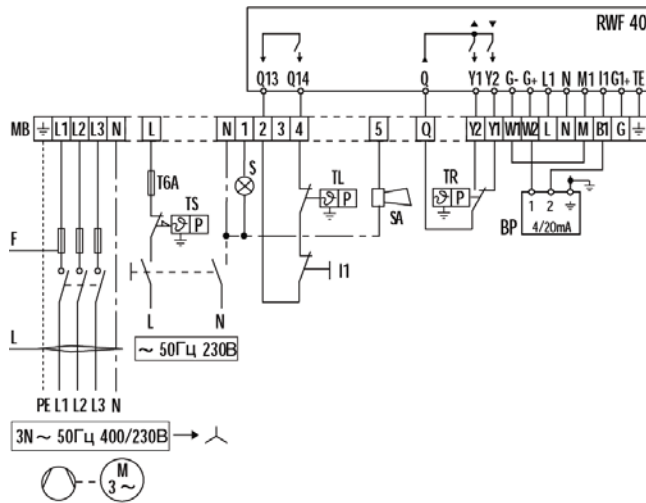 RWF 40
Q13 Q14 Q Y1 Y2 G- G+ L1 N M1 I1 G1+ TE
MB L1 L2 L3 N L N 1 2 3 4 5 Q Y2 Y1 W1 W2 L N M B1 G
T6A S TL TR 1 2
TS ϑ P
ϑ P
ϑ P
SA BP 4/20mA
F
I1
L N
L
~ 50Гц 230В
PE L1 L2 L3 N
3N ~ 50Гц 400/230В
M
3 ~